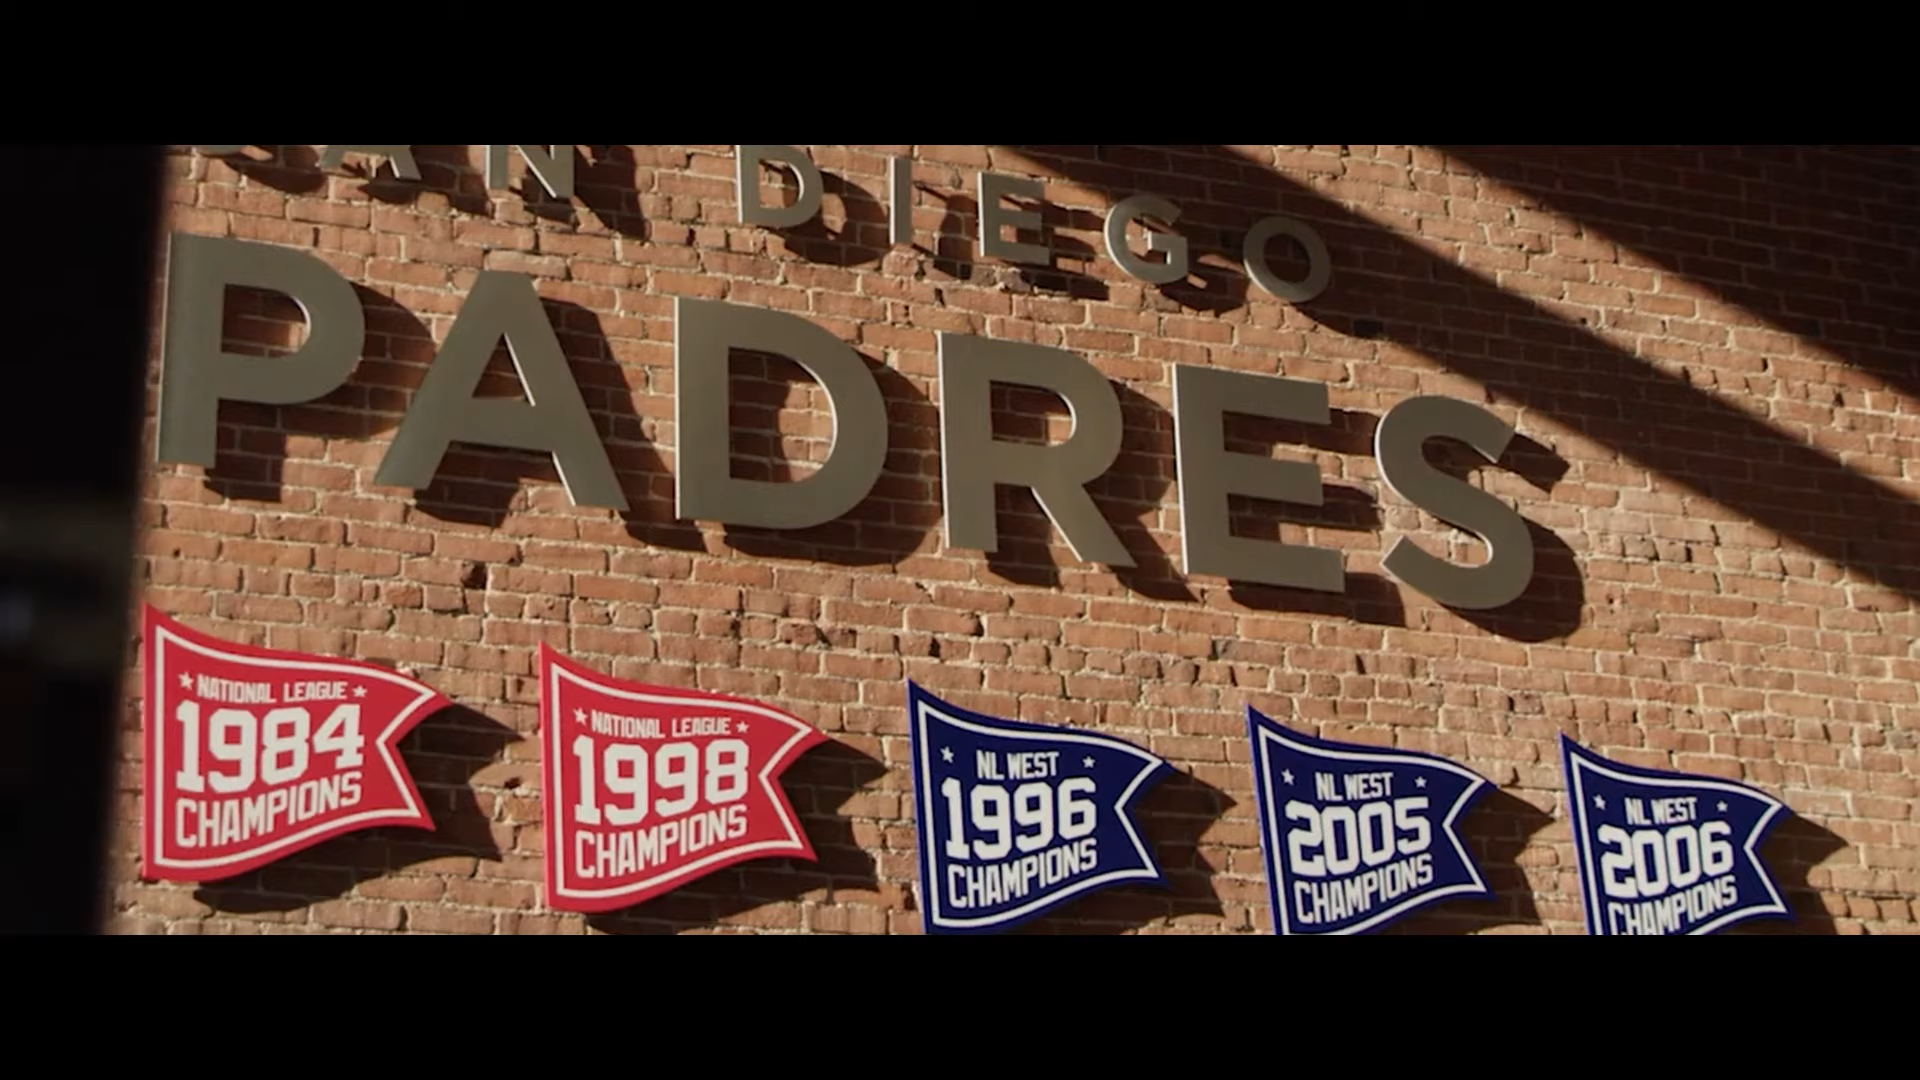 SAN DIEGO
PADRES
NATIONAL LEAGUE
1984
CHAMPIONS
NATIONAL LEAGUE
1998
CHAMPIONS
NL WEST
1996
CHAMPIONS
NL WEST
2005
CHAMPIONS
NL WEST
2006
CHAMPIONS